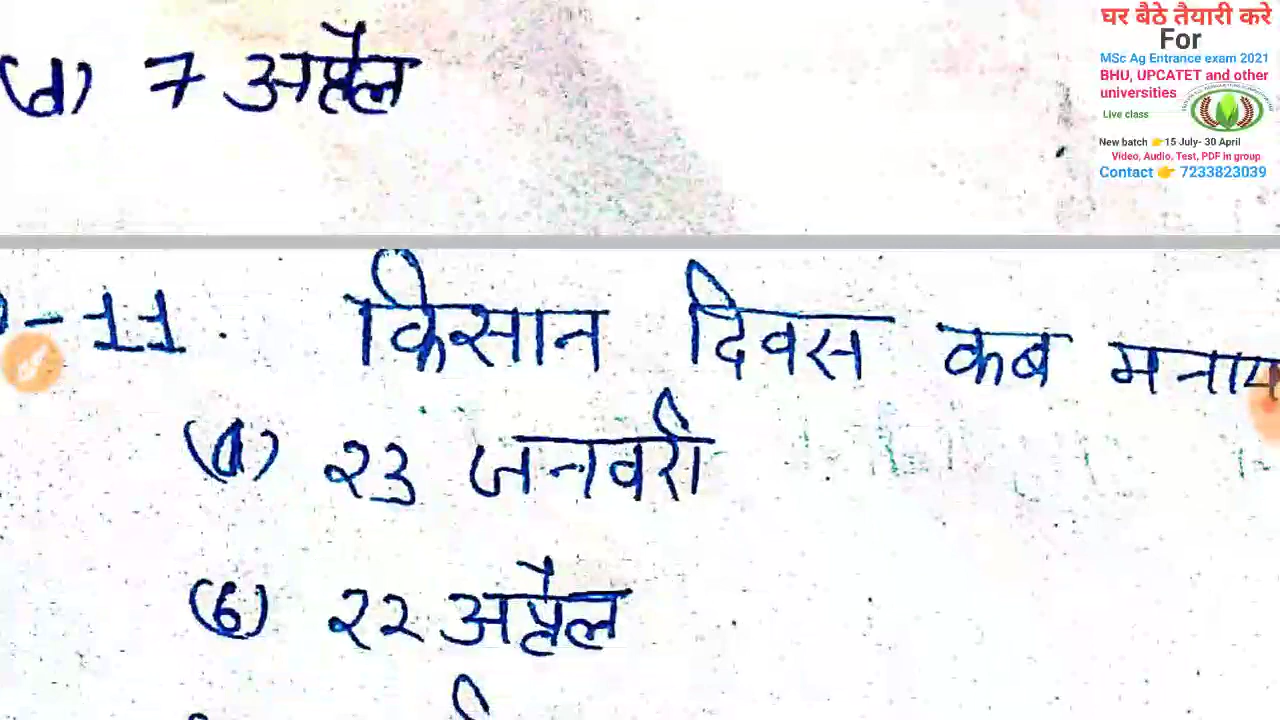 (d) 7 अप्रैल
घर बैठे तैयारी करे
For
MSc Ag Entrance exam 2021
BHU, UPCATET and other
universities
Live class
New batch 👉15 July- 30 April
Video, Audio, Test, PDF in group
Contact 👉 7233823039
-11. किसान दिवस कब मनाय
(a) 23 जनवरी
(b) 22 अप्रैल